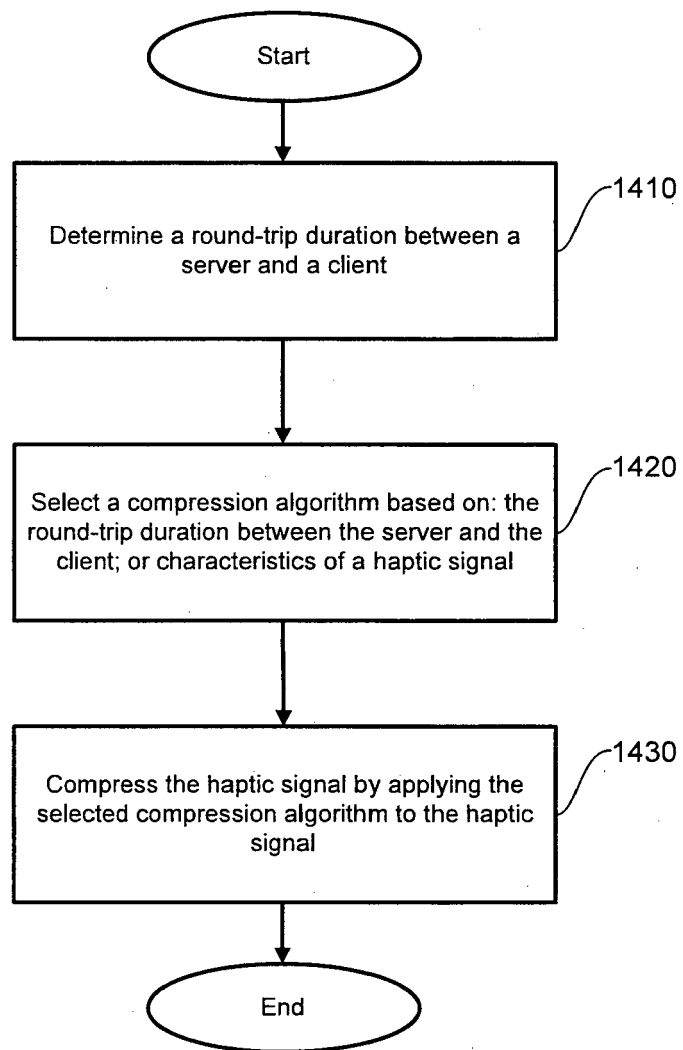 Start
1410
Determine a round-trip duration between a
server and a client
1420
Select a compression algorithm based on: the
round-trip duration between the server and the
client; or characteristics of a haptic signal
1430
Compress the haptic signal by applying the
selected compression algorithm to the haptic
signal
End